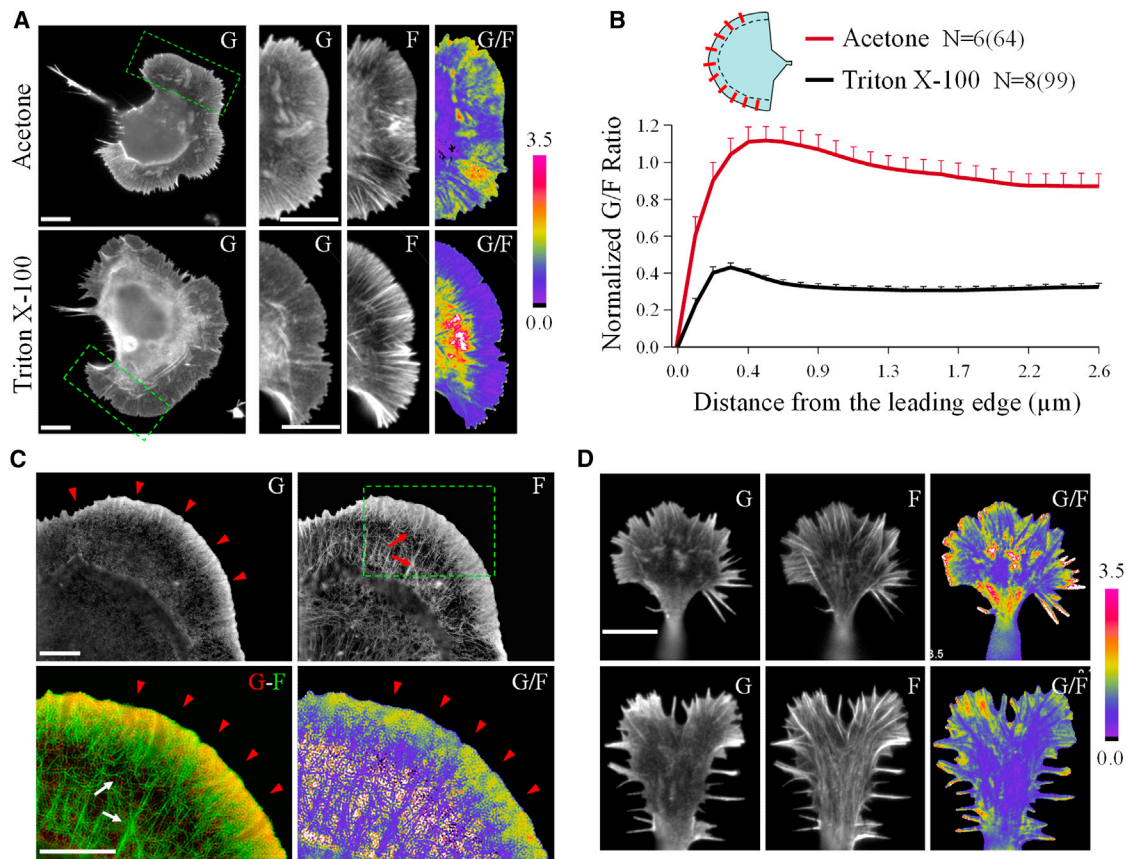 A
Acetone
G
G
F
G/F
Triton X-100
G
G
F
G/F
3.5
0.0
B
Acetone N=6(64)
Triton X-100 N=8(99)
Normalized G/F Ratio
1.2
1.0
0.8
0.6
0.4
0.2
0.0
0.0 0.4 0.9 1.3 1.7 2.2 2.6
Distance from the leading edge (µm)
C
G
F
G-F
G/F
D
G
F
G/F
3.5
G
F
G/F
3.5
0.0